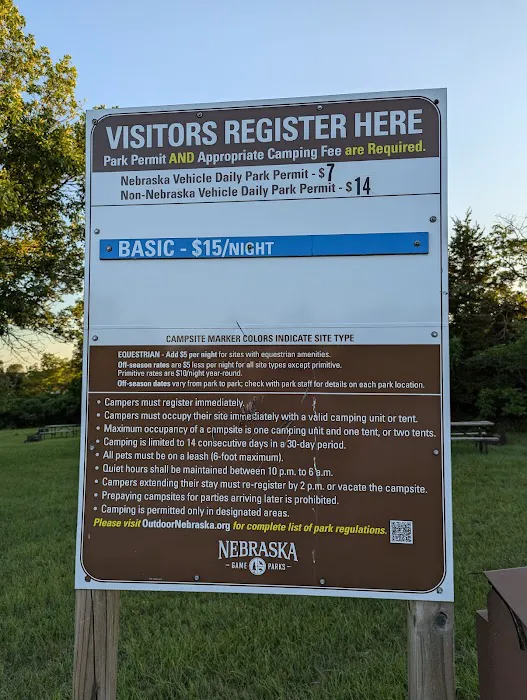 VISITORS REGISTER HERE
Park Permit AND Appropriate Camping Fee are Required.
Nebraska Vehicle Daily Park Permit - $7
Non-Nebraska Vehicle Daily Park Permit - $14
BASIC - $15/NIGHT
CAMPSITE MARKER COLORS INDICATE SITE TYPE
EQUESTRIAN - Add $5 per night for sites with equestrian amenities.
Off-season rates are $5 less per night for all site types except primitive.
Primitive rates are $10/night year-round.
Off-season dates vary from park to park; check with park staff for details on each park location.
• Campers must register immediately.
• Campers must occupy their site immediately with a valid camping unit or tent.
• Maximum occupancy of a campsite is one camping unit and one tent, or two tents.
• Camping is limited to 14 consecutive days in a 30-day period.
• All pets must be on a leash (6-foot maximum).
• Quiet hours shall be maintained between 10 p.m. to 6 a.m.
• Campers extending their stay must re-register by 2 p.m. or vacate the campsite.
• Prepaying campsites for parties arriving later is prohibited.
• Camping is permitted only in designated areas.
Please visit OutdoorNebraska.org for complete list of park regulations.
NEBRASKA
- GAME PARKS -